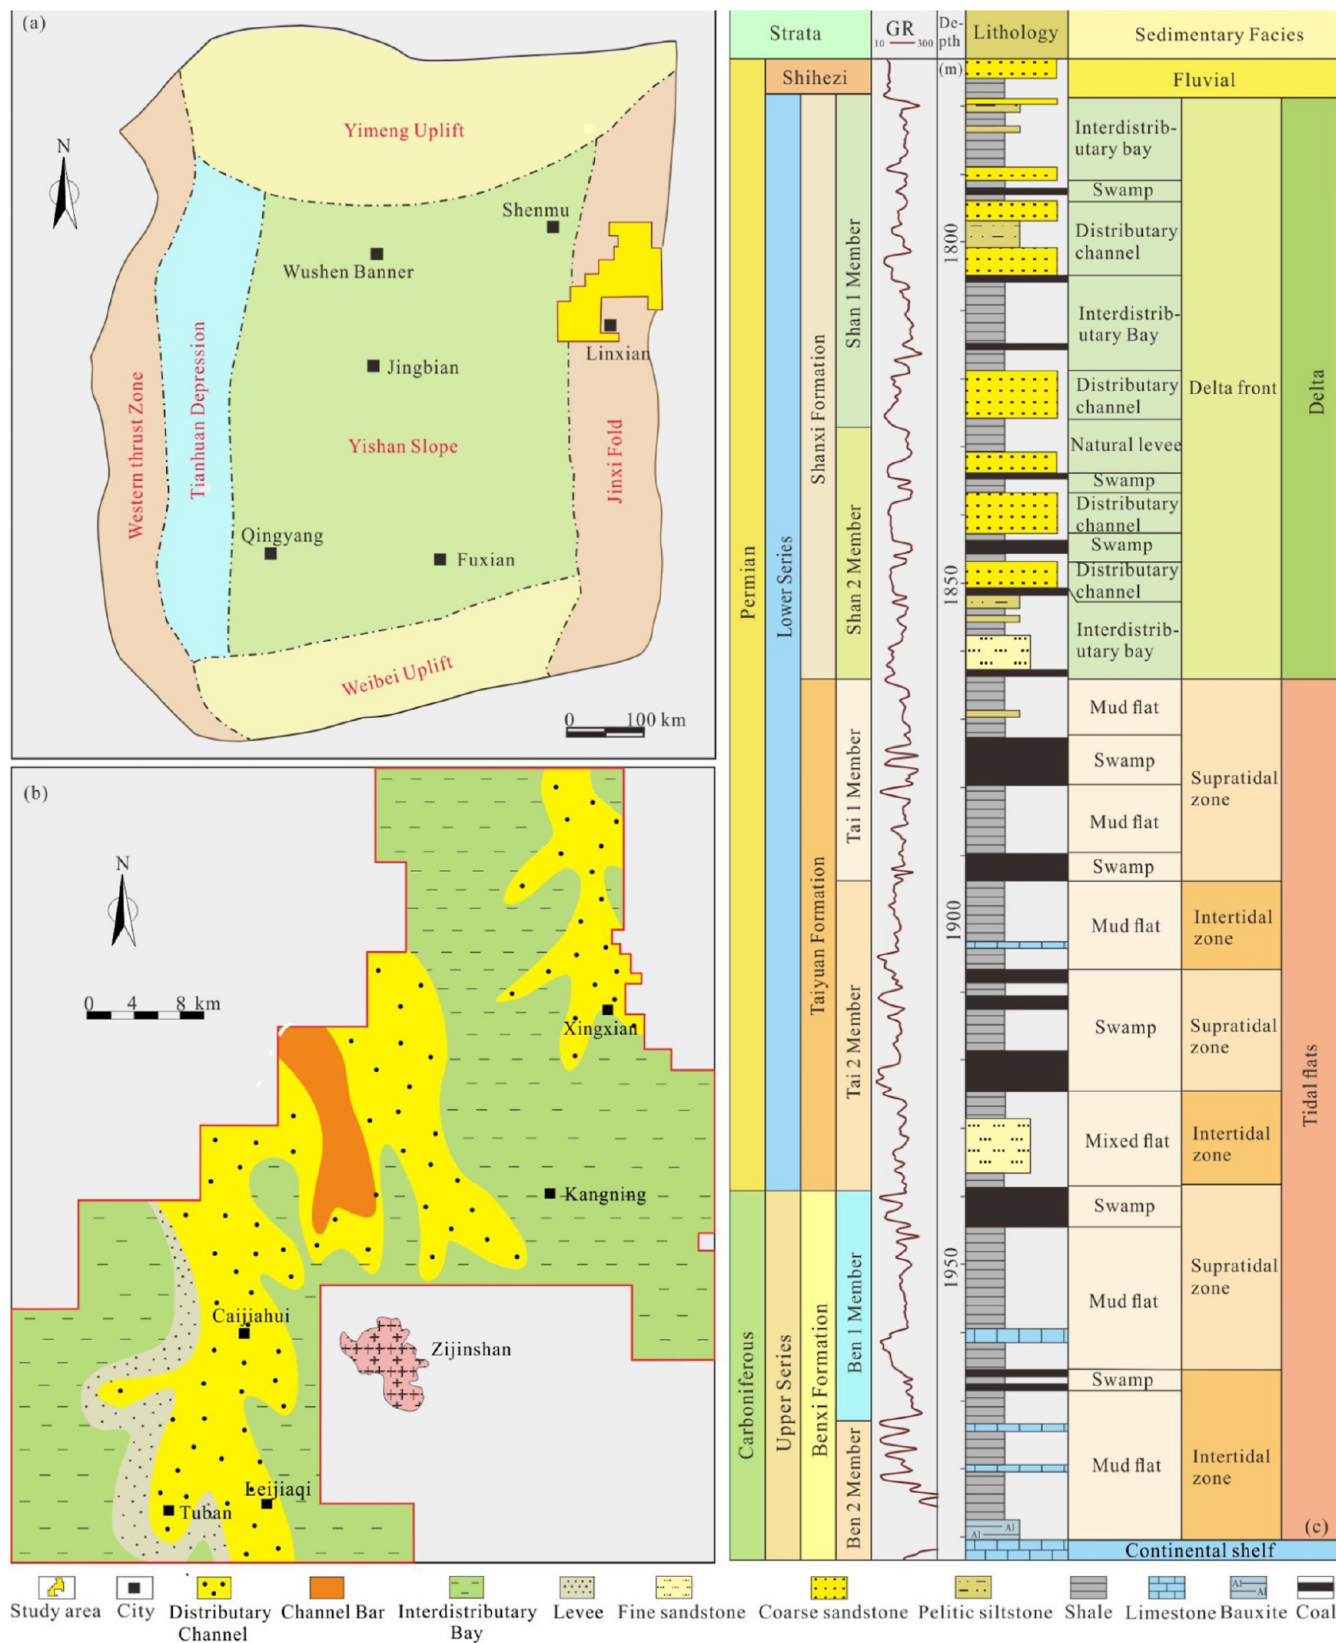 (a)
N
Yimeng Uplift
Shenmu
Wushen Banner
Linxian
Jingbian
Western thrust Zone
Tianhuan Depression
Yishan Slope
Jinxi Fold
Qingyang
Fuxian
Weibei Uplift
0 100 km
(b)
N
0 4 8 km
Xingxian
Kangning
Caijiahui
Zijinshan
Leijiaqi
Tuban
Strata
GR
10 300
De-
pth
(m)
Lithology
Sedimentary Facies
Shihezi
Fluvial
Permian
Lower Series
Shanxi Formation
Shan 1 Member
Shan 2 Member
Taiyuan Formation
Tai 1 Member
Tai 2 Member
Carboniferous
Upper Series
Benxi Formation
Ben 1 Member
Ben 2 Member
1800
1850
1900
1950
Interdistrib-
utary bay
Swamp
Distributary
channel
Interdistrib-
utary Bay
Distributary
channel
Natural levee
Swamp
Distributary
channel
Swamp
Distributary
channel
Interdistrib-
utary bay
Mud flat
Swamp
Mud flat
Swamp
Mud flat
Swamp
Mixed flat
Swamp
Mud flat
Swamp
Mud flat
Delta front
Supratidal
zone
Intertidal
zone
Supratidal
zone
Intertidal
zone
Supratidal
zone
Intertidal
zone
Delta
Tidal flats
Al
Al
(c)
Continental shelf
Study area
City
Distributary
Channel
Channel Bar
Interdistributary
Bay
Levee
Fine sandstone
Coarse sandstone
Pelitic siltstone
Shale
Limestone
Al
Al
Bauxite
Coal